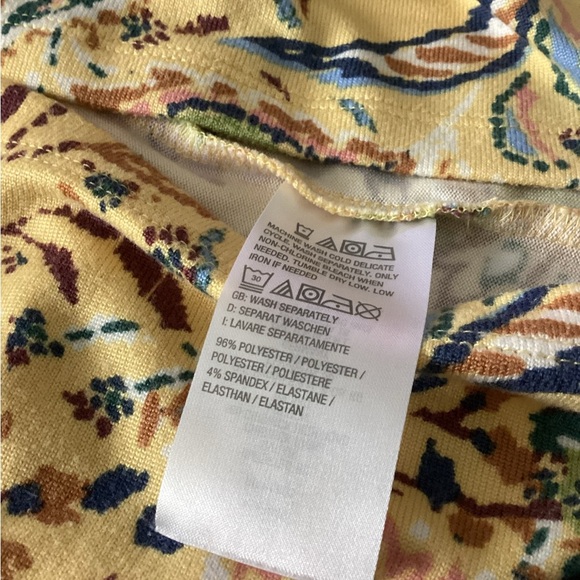 MACHINE WASH COLD DELICATE
CYCLE. WASH SEPARATELY. ONLY
NON-CHLORINE BLEACH WHEN
NEEDED. TUMBLE DRY LOW. LOW
IRON IF NEEDED
30
GB: WASH SEPARATELY
D: SEPARAT WASCHEN
I: LAVARE SEPARATAMENTE
96% POLYESTER / POLYESTER /
POLYESTER / POLIESTERE
4% SPANDEX / ELASTANE /
ELASTHAN / ELASTAN